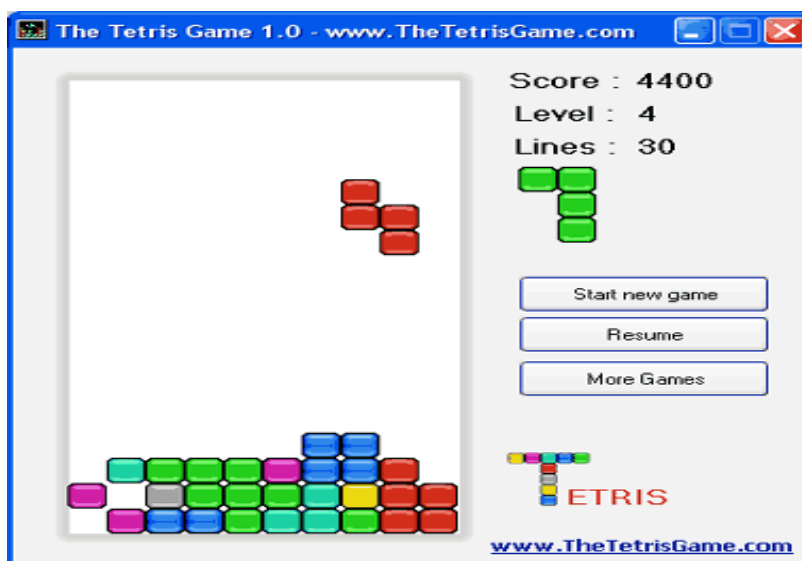 The Tetris Game 1.0 - www.TheTetrisGame.com
Score : 4400
Level : 4
Lines : 30
Start new game
Resume
More Games
TETRIS
www.TheTetrisGame.com